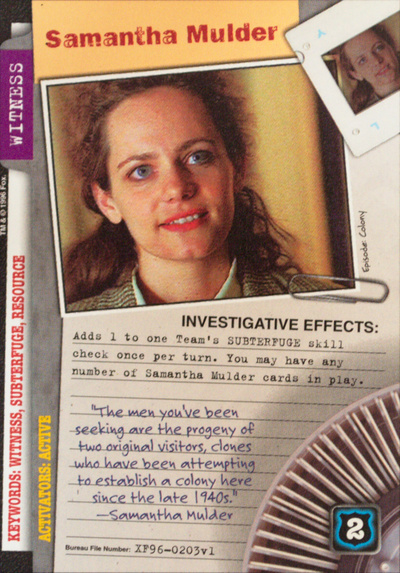 Samantha Mulder
WITNESS
TM & © 1996 Fox.
KEYWORDS: WITNESS, SUBTERFUGE, RESOURCE
ACTIVATORS: ACTIVE
Episode: Colony
INVESTIGATIVE EFFECTS:
Adds 1 to one Team's SUBTERFUGE skill
check once per turn. You may have any
number of Samantha Mulder cards in play.
"The men you've been
seeking are the progeny of
two original visitors, clones
who have been attempting
to establish a colony here
since the late 1940s."
—Samantha Mulder
Bureau File Number: XF96-0203v1
2